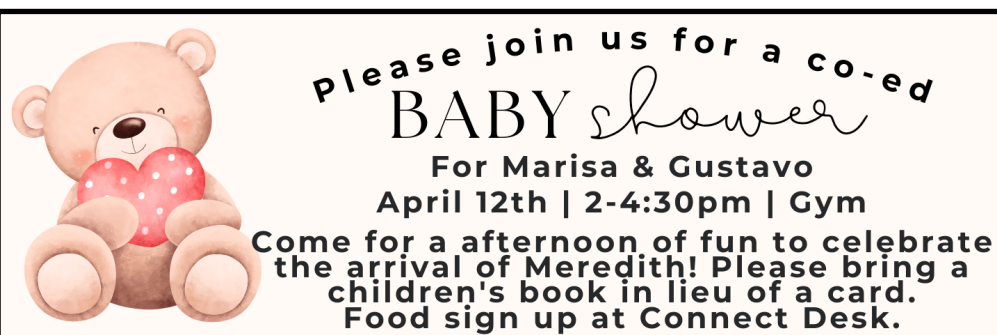 Please join us for a co-ed
BABY shower
For Marisa & Gustavo
April 12th | 2-4:30pm | Gym
Come for a afternoon of fun to celebrate
the arrival of Meredith! Please bring a
children's book in lieu of a card.
Food sign up at Connect Desk.